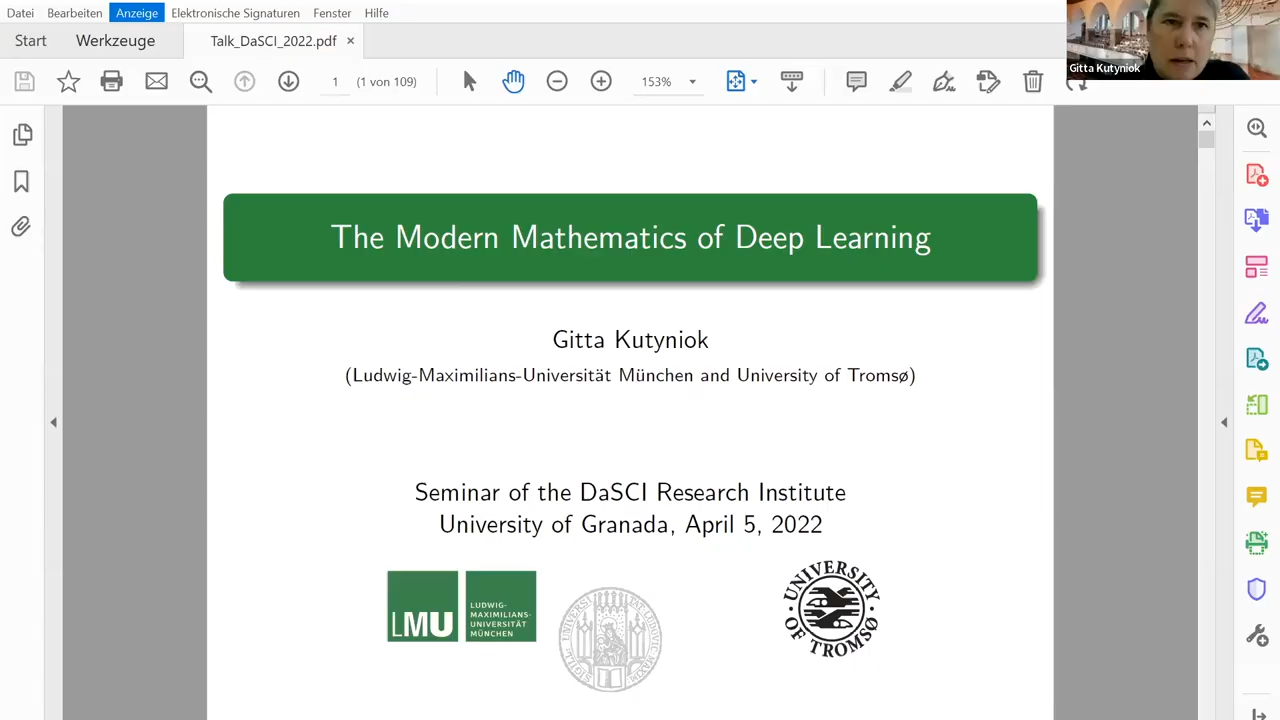 Datei Bearbeiten Anzeige Elektronische Signaturen Fenster Hilfe
Start Werkzeuge Talk_DaSCI_2022.pdf ×
1 (1 von 109) 153%
Gitta Kutyniok
The Modern Mathematics of Deep Learning
Gitta Kutyniok
(Ludwig-Maximilians-Universität München and University of Tromsø)
Seminar of the DaSCI Research Institute
University of Granada, April 5, 2022
LMU
LUDWIG-
MAXIMILIANS-
UNIVERSITÄT
MÜNCHEN
UNIVERSITY
OF TROMSØ